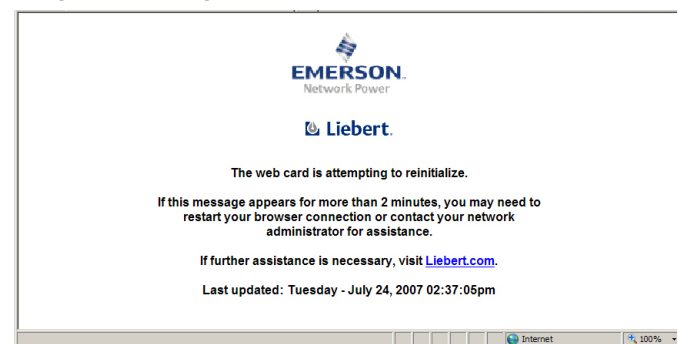 EMERSON.
Network Power
Liebert.
The web card is attempting to reinitialize.
If this message appears for more than 2 minutes, you may need to
restart your browser connection or contact your network
administrator for assistance.
If further assistance is necessary, visit Liebert.com.
Last updated: Tuesday - July 24, 2007 02:37:05pm
Internet
100%